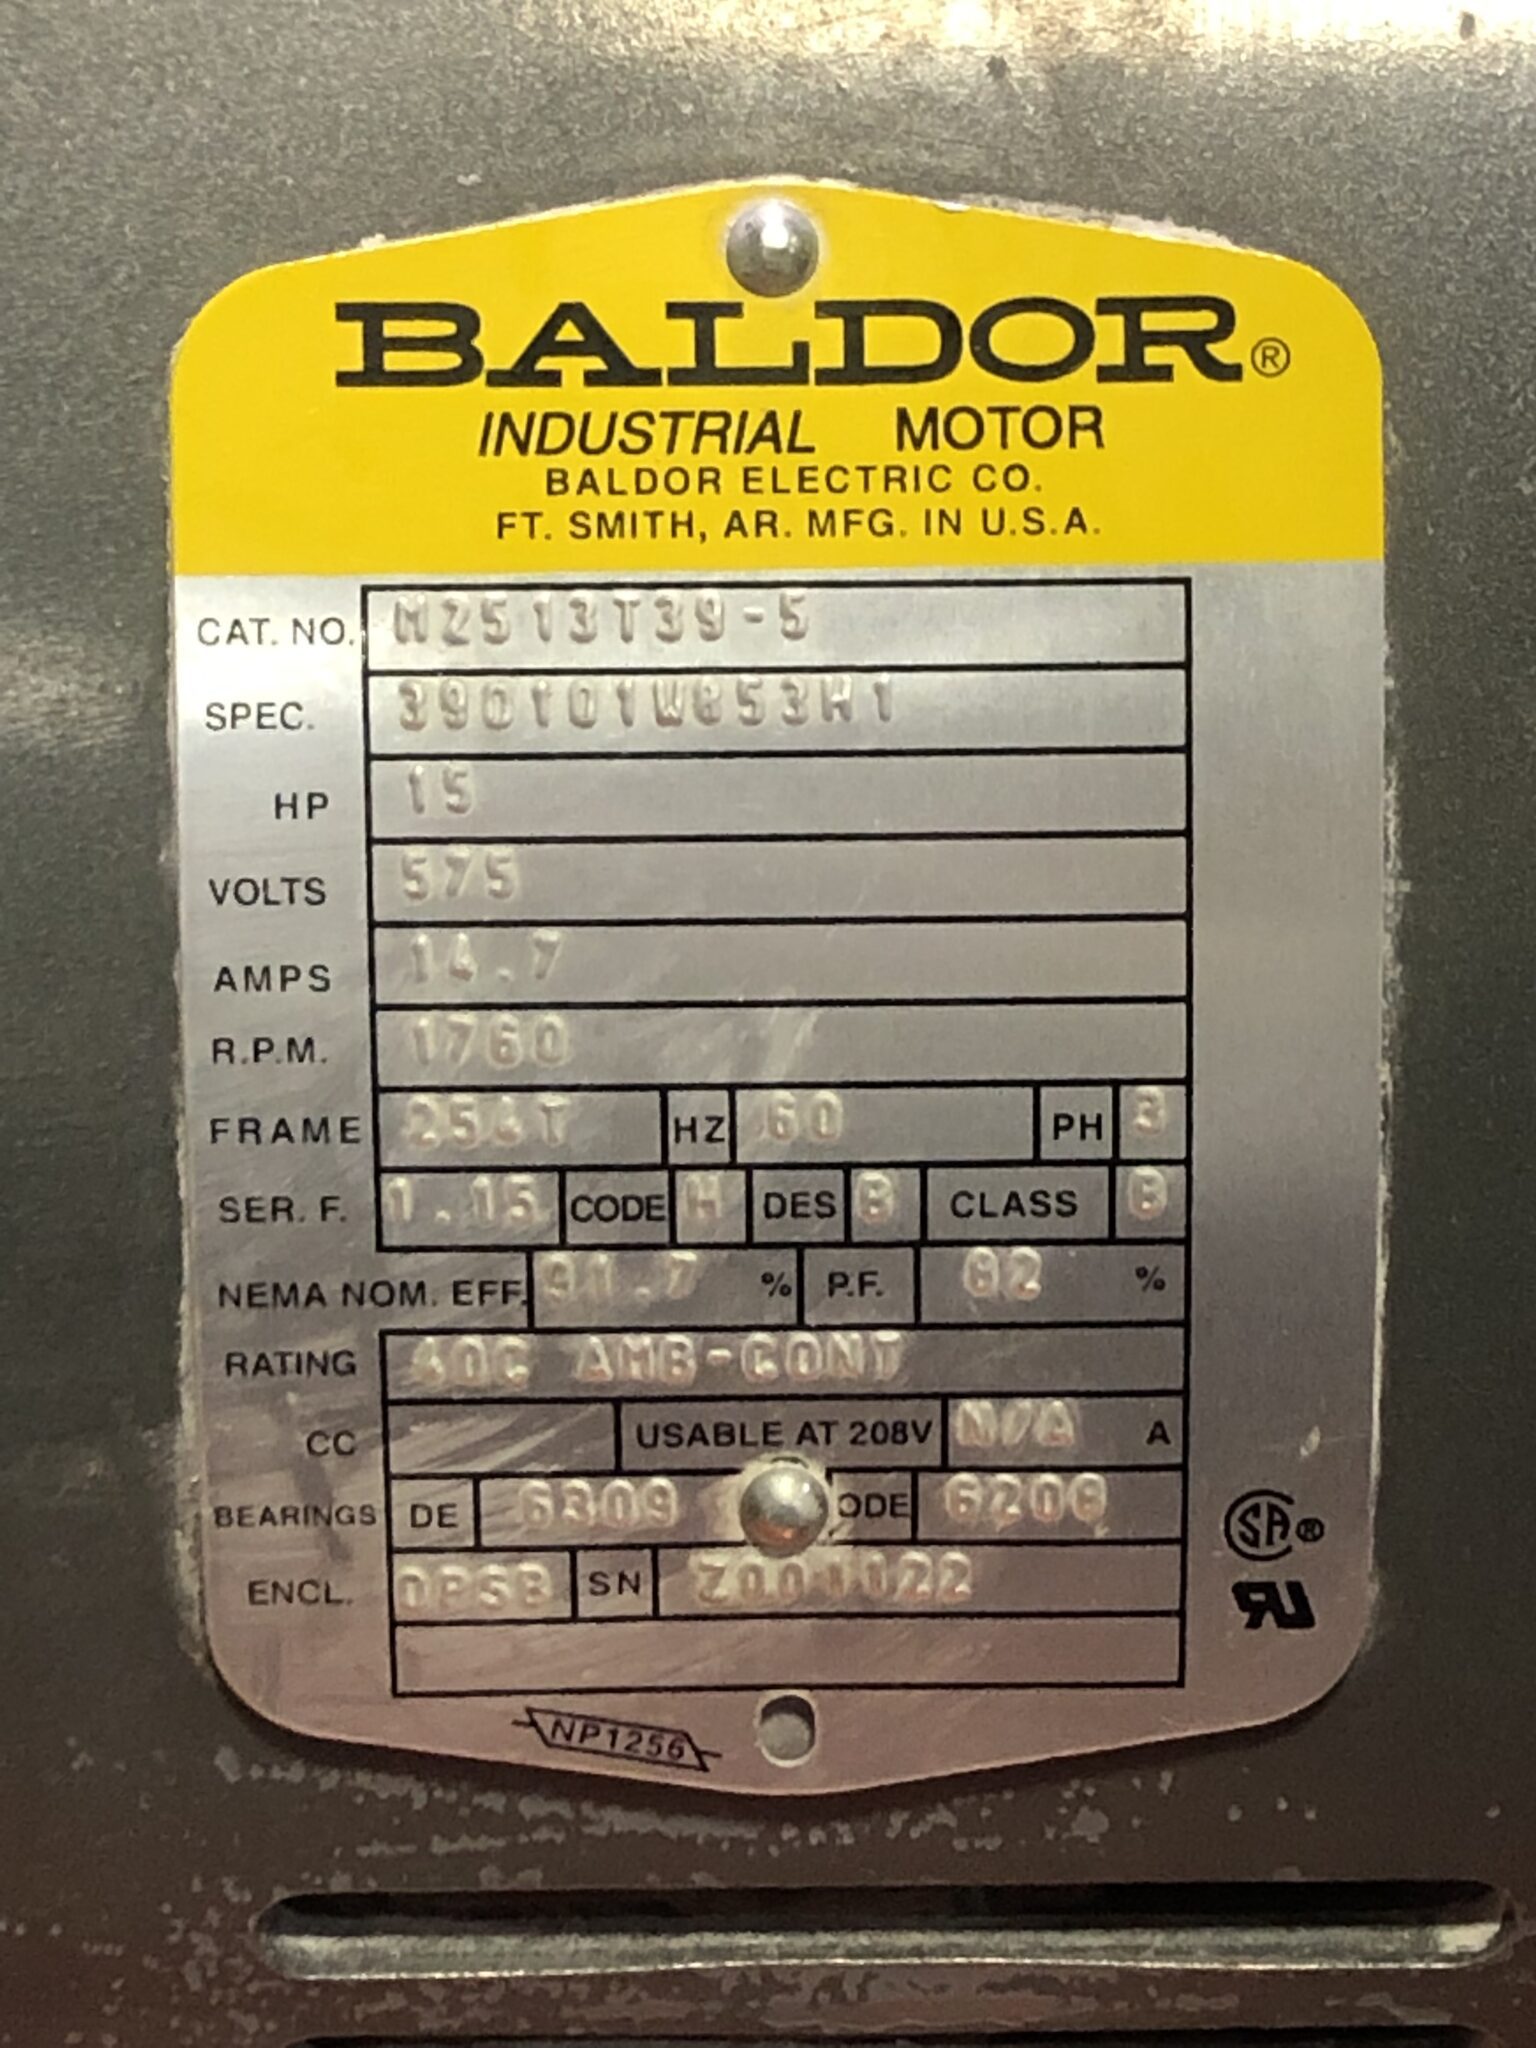 BALDOR®
INDUSTRIAL MOTOR
BALDOR ELECTRIC CO.
FT. SMITH, AR. MFG. IN U.S.A.
CAT. NO. M2513T39-5
SPEC.
HP 15
VOLTS 575
AMPS 14.7
R.P.M. 1760
FRAME 254T HZ 60 PH 3
SER. F. 1.15 CODE H DES B CLASS B
NEMA NOM. EFF. 91.7 % P.F. 82 %
RATING 40C AMB-CONT
CC USABLE AT 208V N/A A
BEARINGS DE 6309 ODE 6208
ENCL. OPSB SN
SA®
UR
NP1256